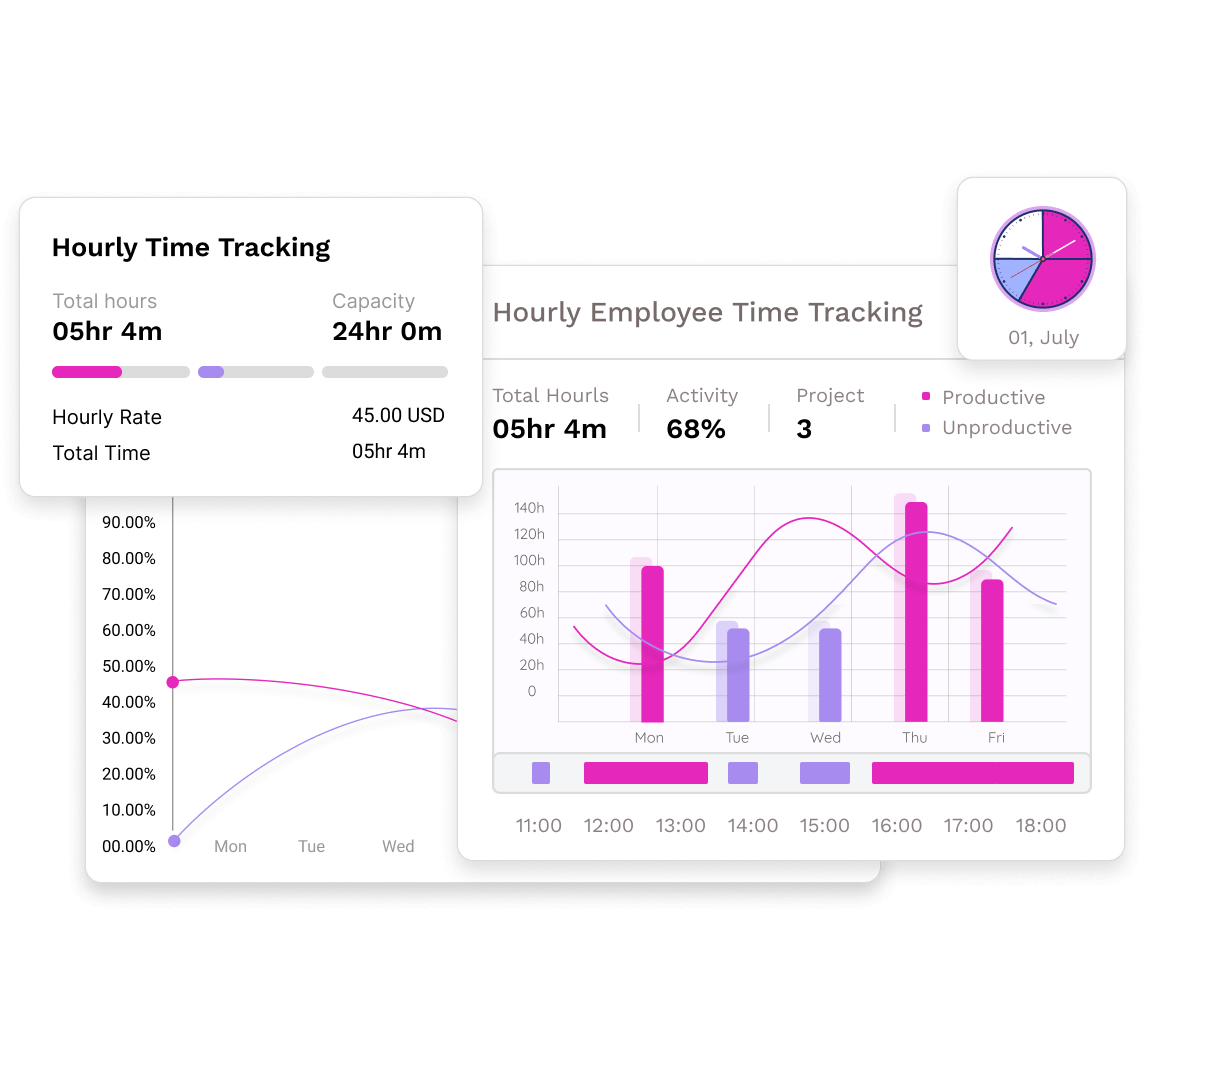 Hourly Time Tracking
Total hours
Capacity
05hr 4m
24hr 0m
Hourly Rate
45.00 USD
Total Time
05hr 4m
01, July
Hourly Employee Time Tracking
Total Hourls
Activity
Project
05hr 4m
68%
3
Productive
Unproductive
140h
120h
100h
80h
60h
40h
20h
0
Mon Tue Wed Thu Fri
11:00 12:00 13:00 14:00 15:00 16:00 17:00 18:00
90.00%
80.00%
70.00%
60.00%
50.00%
40.00%
30.00%
20.00%
10.00%
00.00%
Mon Tue Wed